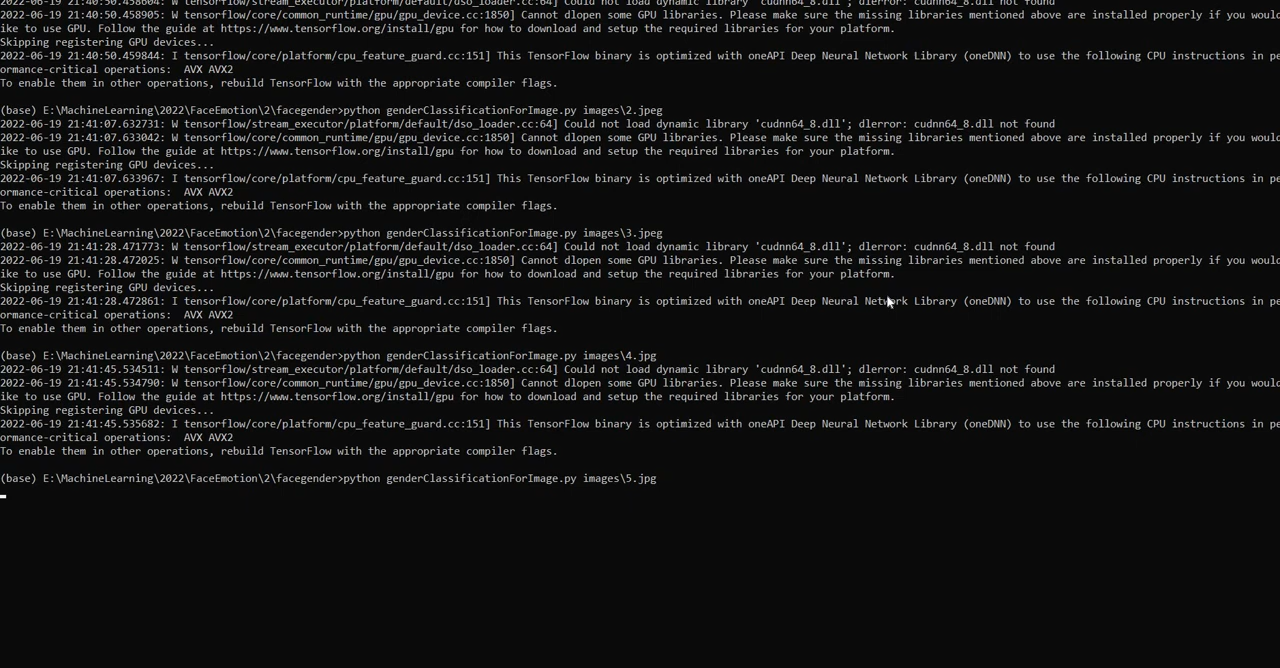 2022-06-19 21:40:50.458604: W tensorflow/stream_executor/platform/default/dso_loader.cc:64] Could not load dynamic library 'cudnn64_8.dll'; dlerror: cudnn64_8.dll not found
2022-06-19 21:40:50.458905: W tensorflow/core/common_runtime/gpu/gpu_device.cc:1850] Cannot dlopen some GPU libraries. Please make sure the missing libraries mentioned above are installed properly if you woul
ike to use GPU. Follow the guide at https://www.tensorflow.org/install/gpu for how to download and setup the required libraries for your platform.
Skipping registering GPU devices...
2022-06-19 21:40:50.459844: I tensorflow/core/platform/cpu_feature_guard.cc:151] This TensorFlow binary is optimized with oneAPI Deep Neural Network Library (oneDNN) to use the following CPU instructions in pe
ormance-critical operations:  AVX AVX2
To enable them in other operations, rebuild TensorFlow with the appropriate compiler flags.
(base) E:\MachineLearning\2022\FaceEmotion\2\facegender>python genderClassificationForImage.py images\2.jpeg
2022-06-19 21:41:07.632731: W tensorflow/stream_executor/platform/default/dso_loader.cc:64] Could not load dynamic library 'cudnn64_8.dll'; dlerror: cudnn64_8.dll not found
2022-06-19 21:41:07.633042: W tensorflow/core/common_runtime/gpu/gpu_device.cc:1850] Cannot dlopen some GPU libraries. Please make sure the missing libraries mentioned above are installed properly if you woul
ike to use GPU. Follow the guide at https://www.tensorflow.org/install/gpu for how to download and setup the required libraries for your platform.
Skipping registering GPU devices...
2022-06-19 21:41:07.633967: I tensorflow/core/platform/cpu_feature_guard.cc:151] This TensorFlow binary is optimized with oneAPI Deep Neural Network Library (oneDNN) to use the following CPU instructions in pe
ormance-critical operations:  AVX AVX2
To enable them in other operations, rebuild TensorFlow with the appropriate compiler flags.
(base) E:\MachineLearning\2022\FaceEmotion\2\facegender>python genderClassificationForImage.py images\3.jpeg
2022-06-19 21:41:28.471773: W tensorflow/stream_executor/platform/default/dso_loader.cc:64] Could not load dynamic library 'cudnn64_8.dll'; dlerror: cudnn64_8.dll not found
2022-06-19 21:41:28.472025: W tensorflow/core/common_runtime/gpu/gpu_device.cc:1850] Cannot dlopen some GPU libraries. Please make sure the missing libraries mentioned above are installed properly if you woul
ike to use GPU. Follow the guide at https://www.tensorflow.org/install/gpu for how to download and setup the required libraries for your platform.
Skipping registering GPU devices...
2022-06-19 21:41:28.472861: I tensorflow/core/platform/cpu_feature_guard.cc:151] This TensorFlow binary is optimized with oneAPI Deep Neural Network Library (oneDNN) to use the following CPU instructions in pe
ormance-critical operations:  AVX AVX2
To enable them in other operations, rebuild TensorFlow with the appropriate compiler flags.
(base) E:\MachineLearning\2022\FaceEmotion\2\facegender>python genderClassificationForImage.py images\4.jpg
2022-06-19 21:41:45.534511: W tensorflow/stream_executor/platform/default/dso_loader.cc:64] Could not load dynamic library 'cudnn64_8.dll'; dlerror: cudnn64_8.dll not found
2022-06-19 21:41:45.534790: W tensorflow/core/common_runtime/gpu/gpu_device.cc:1850] Cannot dlopen some GPU libraries. Please make sure the missing libraries mentioned above are installed properly if you woul
ike to use GPU. Follow the guide at https://www.tensorflow.org/install/gpu for how to download and setup the required libraries for your platform.
Skipping registering GPU devices...
2022-06-19 21:41:45.535682: I tensorflow/core/platform/cpu_feature_guard.cc:151] This TensorFlow binary is optimized with oneAPI Deep Neural Network Library (oneDNN) to use the following CPU instructions in pe
ormance-critical operations:  AVX AVX2
To enable them in other operations, rebuild TensorFlow with the appropriate compiler flags.
(base) E:\MachineLearning\2022\FaceEmotion\2\facegender>python genderClassificationForImage.py images\5.jpg